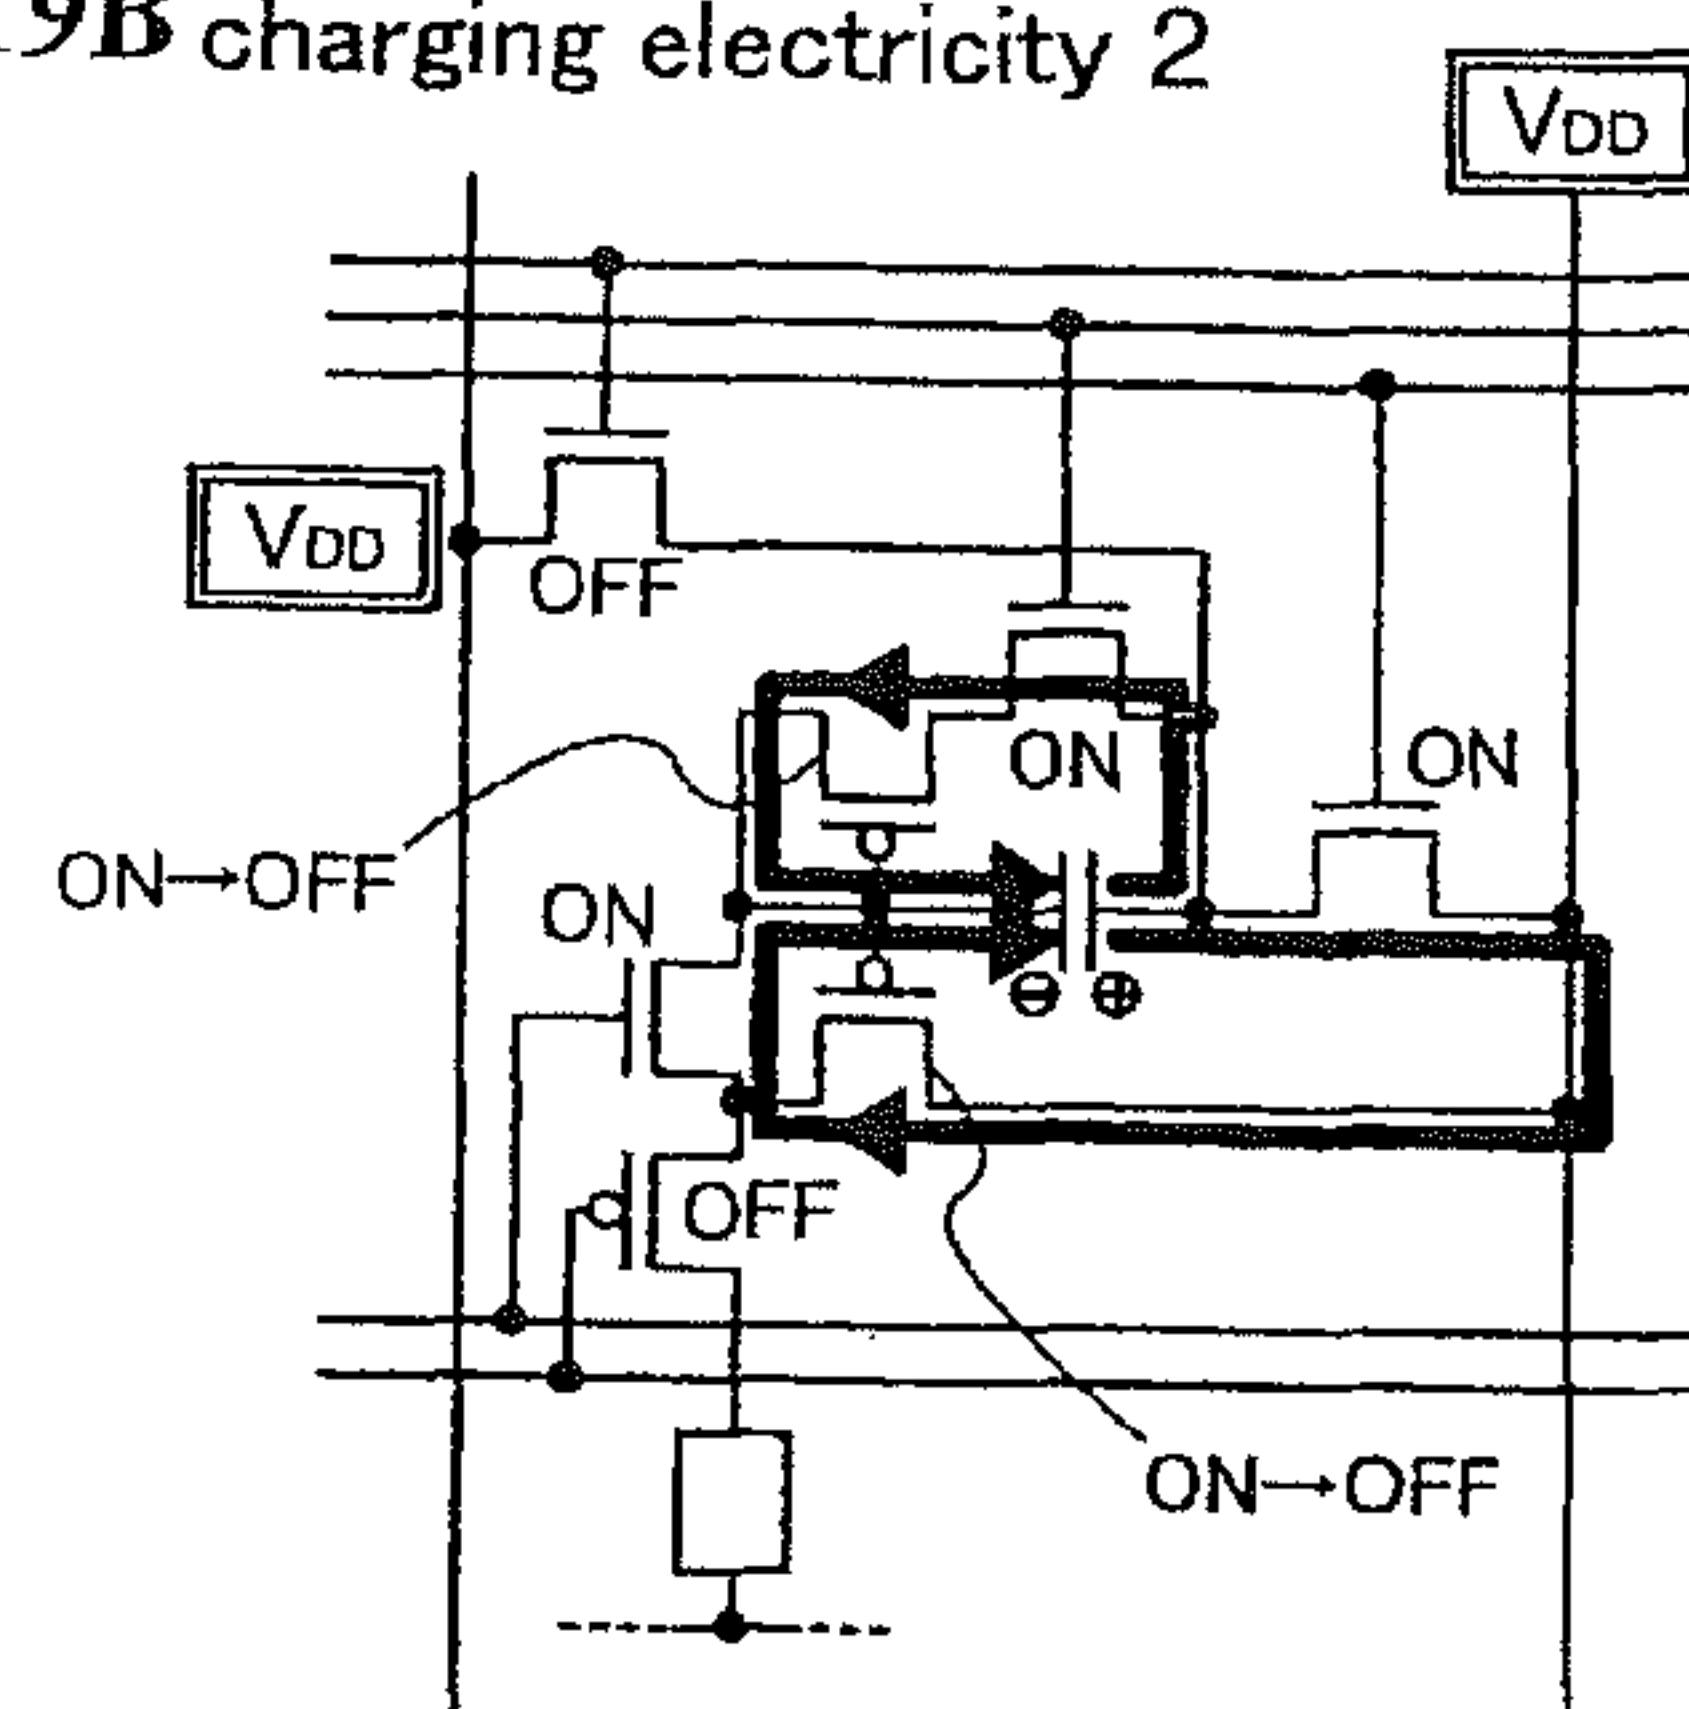 9B charging electricity 2
VDD
VDD
OFF
ON
ON
ON→OFF
ON
⊖ ⊕
OFF
ON→OFF